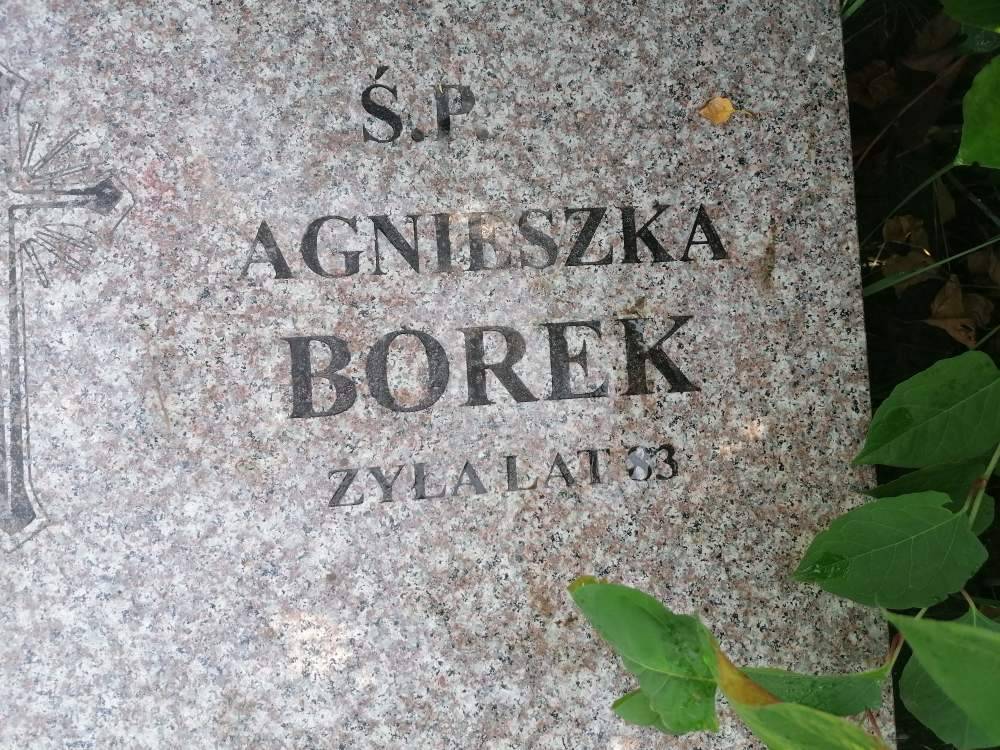 Ś.P.
AGNIESZKA
BOREK
ŻYŁA LAT 83